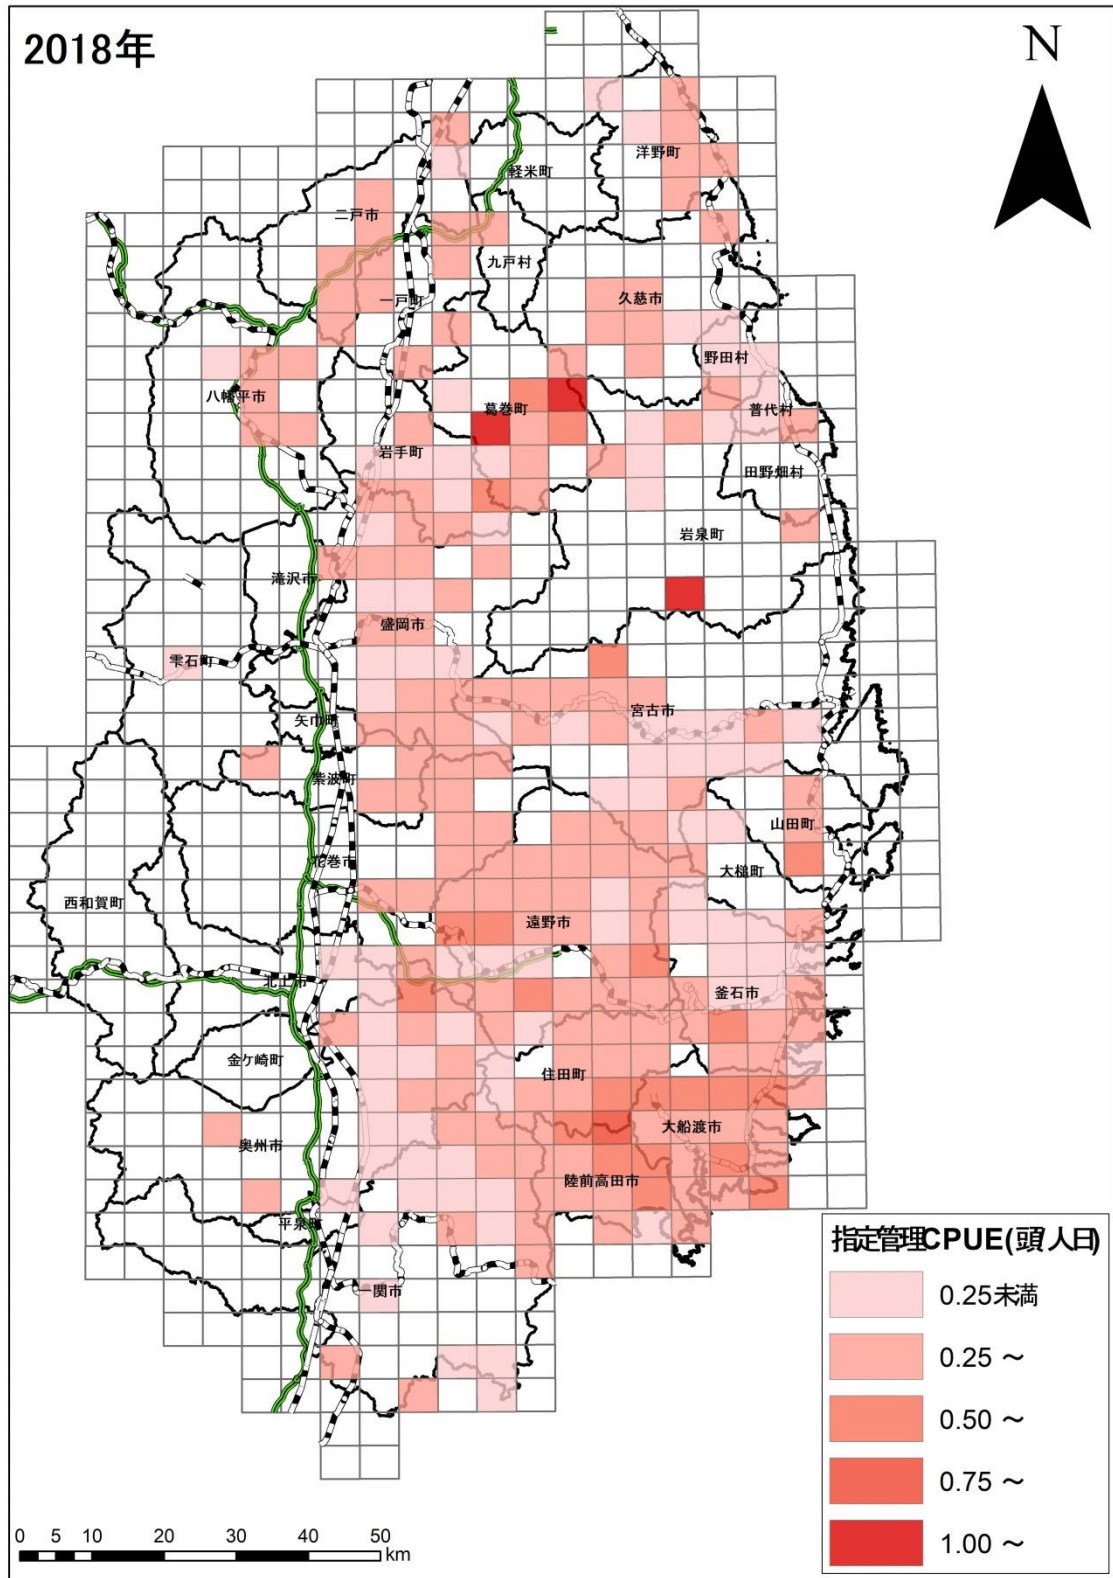 2018年
N
洋野町
軽米町
二戸市
九戸村
久慈市
一戸町
野田村
八幡平市
葛巻町
普代村
岩手町
田野畑村
岩泉町
滝沢市
盛岡市
雫石町
宮古市
矢巾町
紫波町
山田町
花巻市
大槌町
西和賀町
遠野市
北上市
釜石市
金ケ崎町
住田町
大船渡市
奥州市
陸前高田市
平泉町
一関市
指定管理CPUE(頭/人日)
0.25未満
0.25 ～
0.50 ～
0.75 ～
1.00 ～
0 5 10 20 30 40 50
km